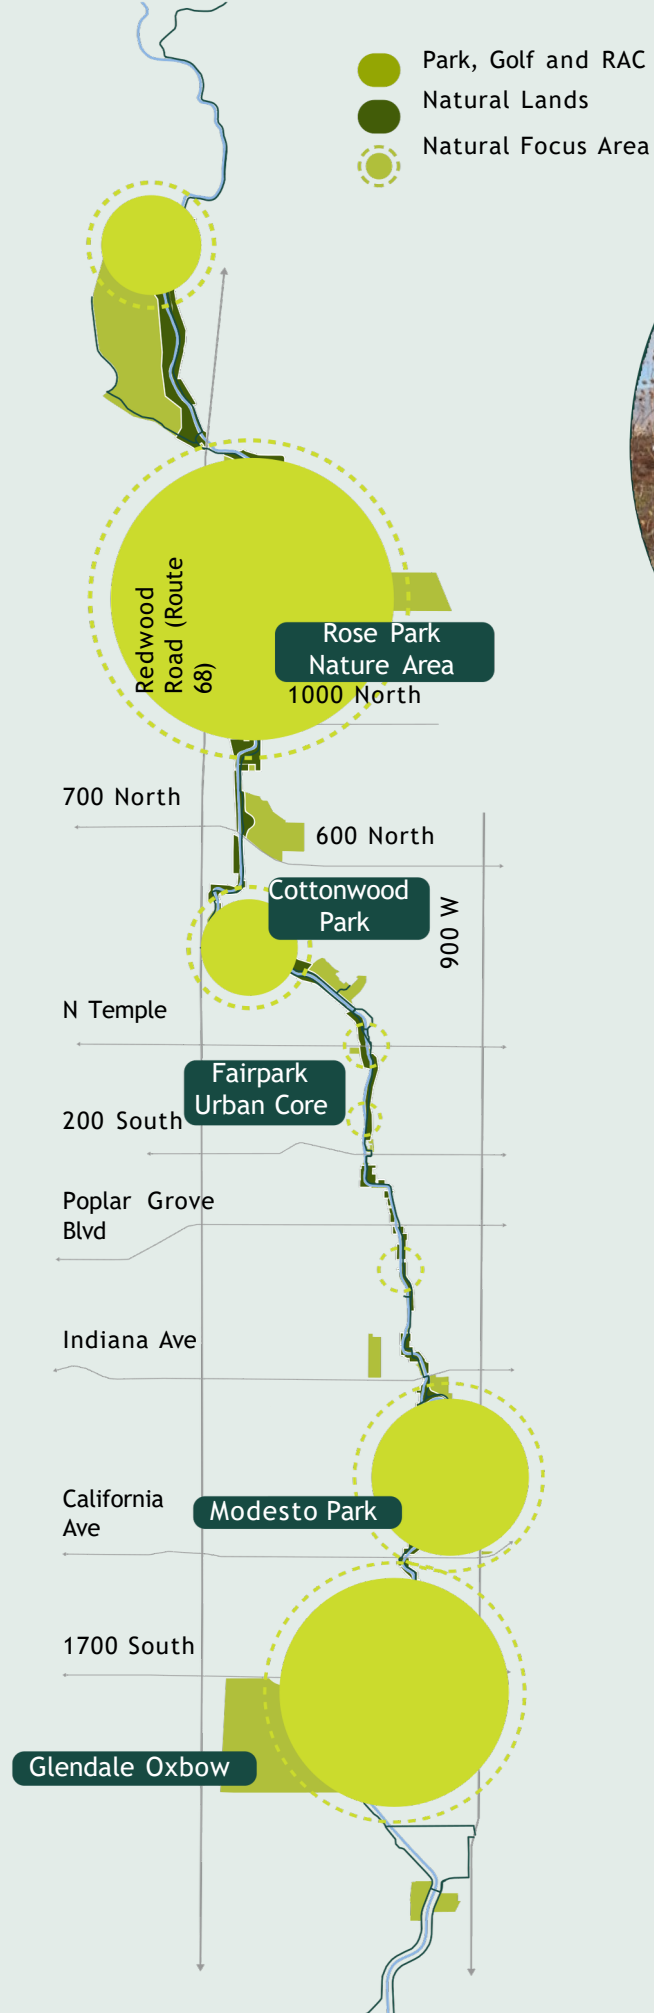 Park, Golf and RAC
Natural Lands
Natural Focus Area
Redwood
Road (Route
68)
Rose Park
Nature Area
1000 North
700 North
600 North
Cottonwood
Park
900 W
N Temple
Fairpark
Urban Core
200 South
Poplar Grove
Blvd
Indiana Ave
California
Ave
Modesto Park
1700 South
Glendale Oxbow